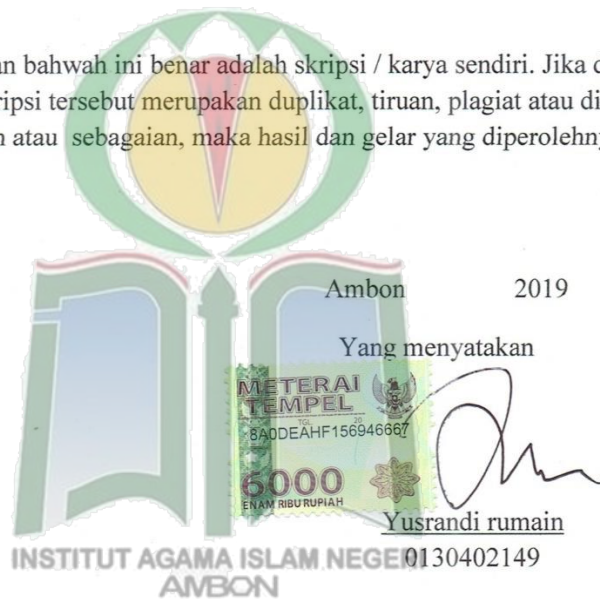 an bahwah ini benar adalah skripsi / karya sendiri. Jika d
ripsi tersebut merupakan duplikat, tiruan, plagiat atau di
n atau sebagaian, maka hasil dan gelar yang diperolehny
Ambon 2019
Yang menyatakan
METERAI
TEMPEL
TGL. 20
8A0DEAHF156946667
6000
ENAM RIBU RUPIAH
Yusrandi rumain
0130402149
INSTITUT AGAMA ISLAM NEGERI
AMBON